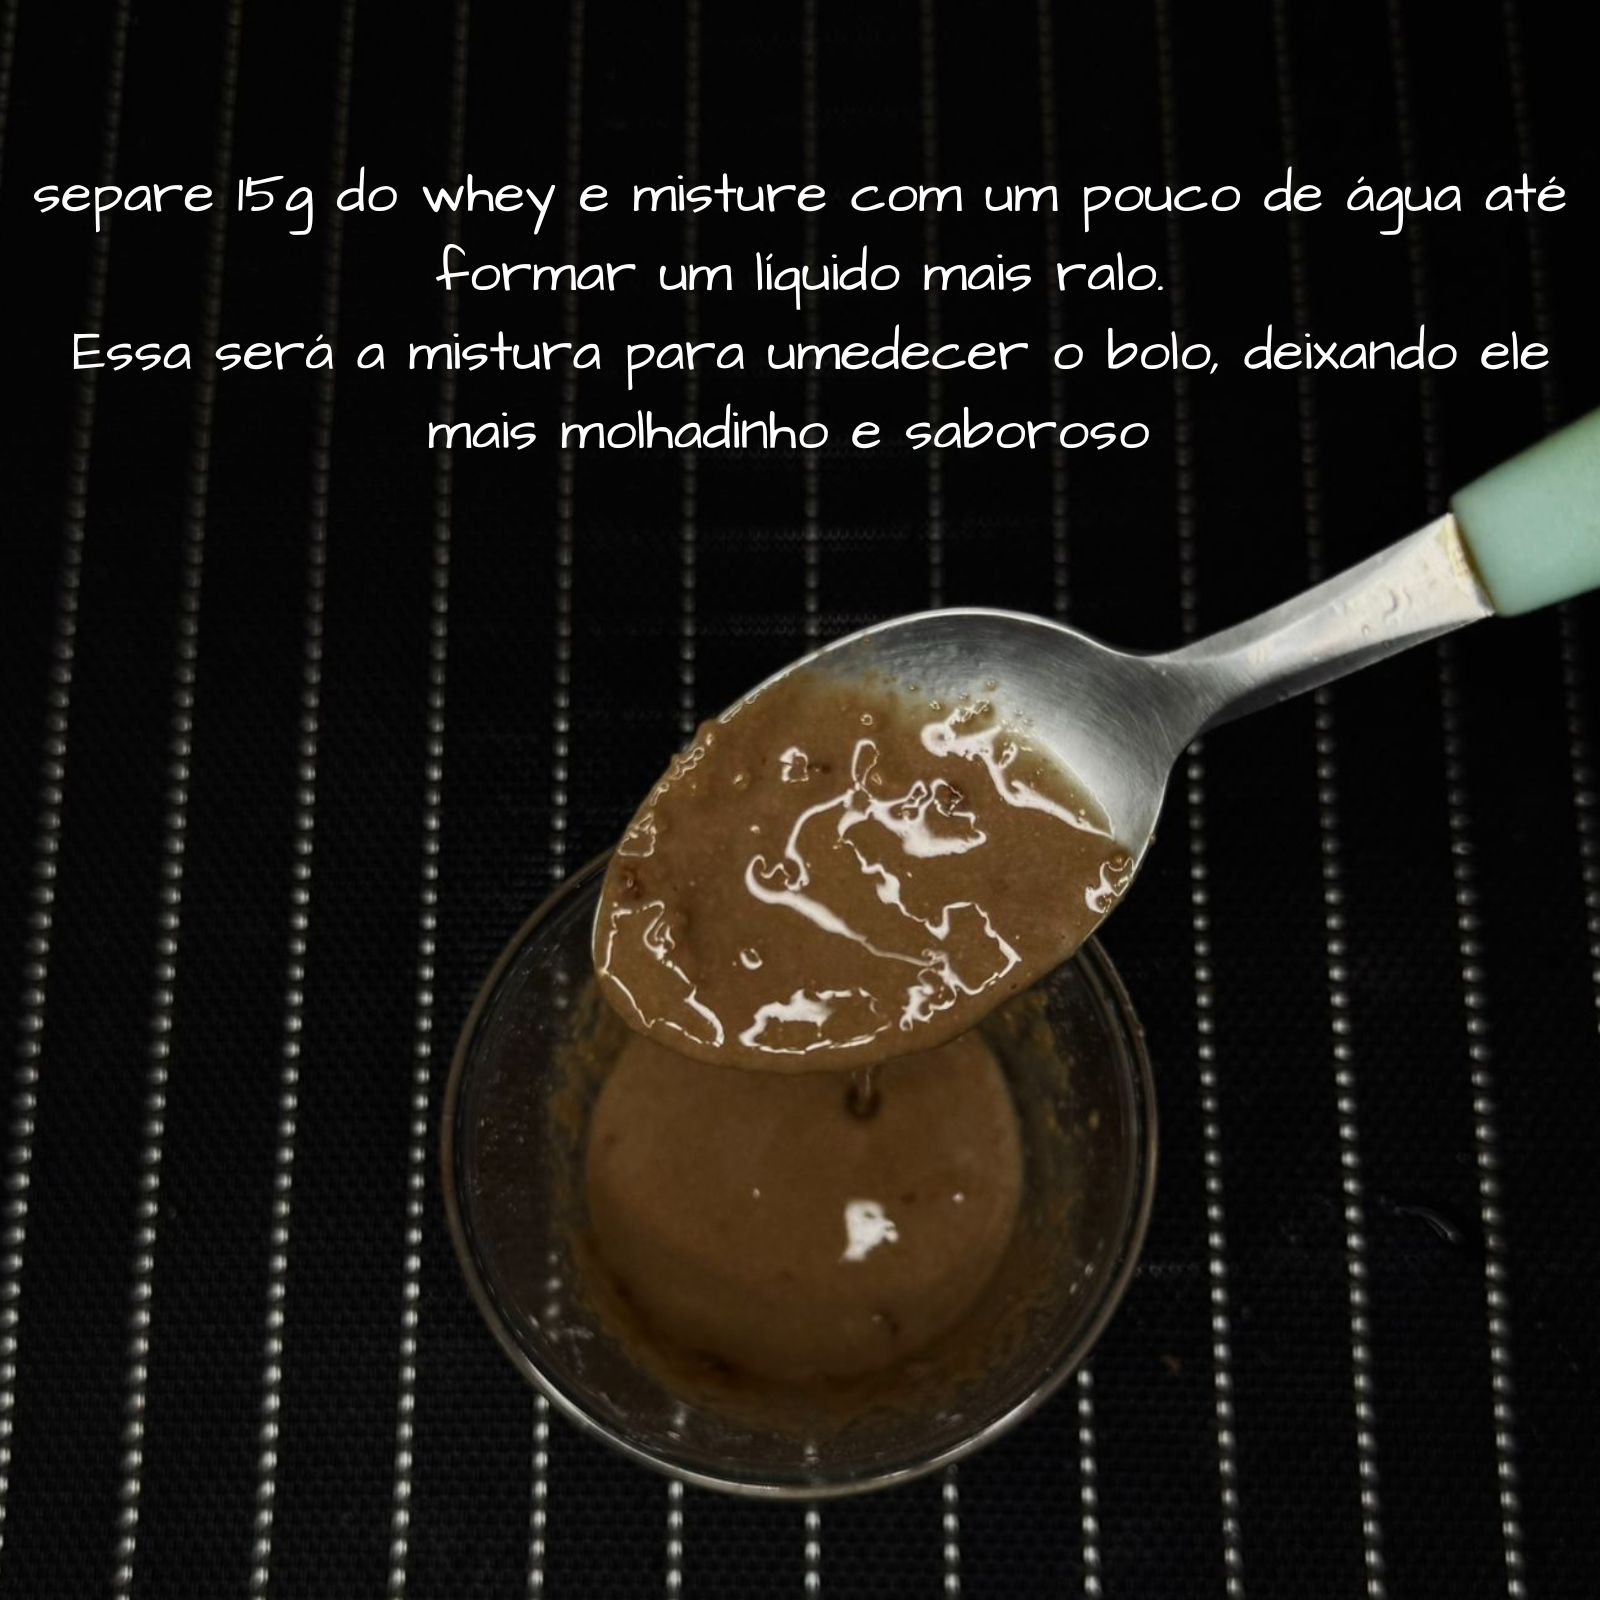 separe 15g do whey e misture com um pouco de água até
formar um líquido mais ralo.
Essa será a mistura para umedecer o bolo, deixando ele
mais molhadinho e saboroso